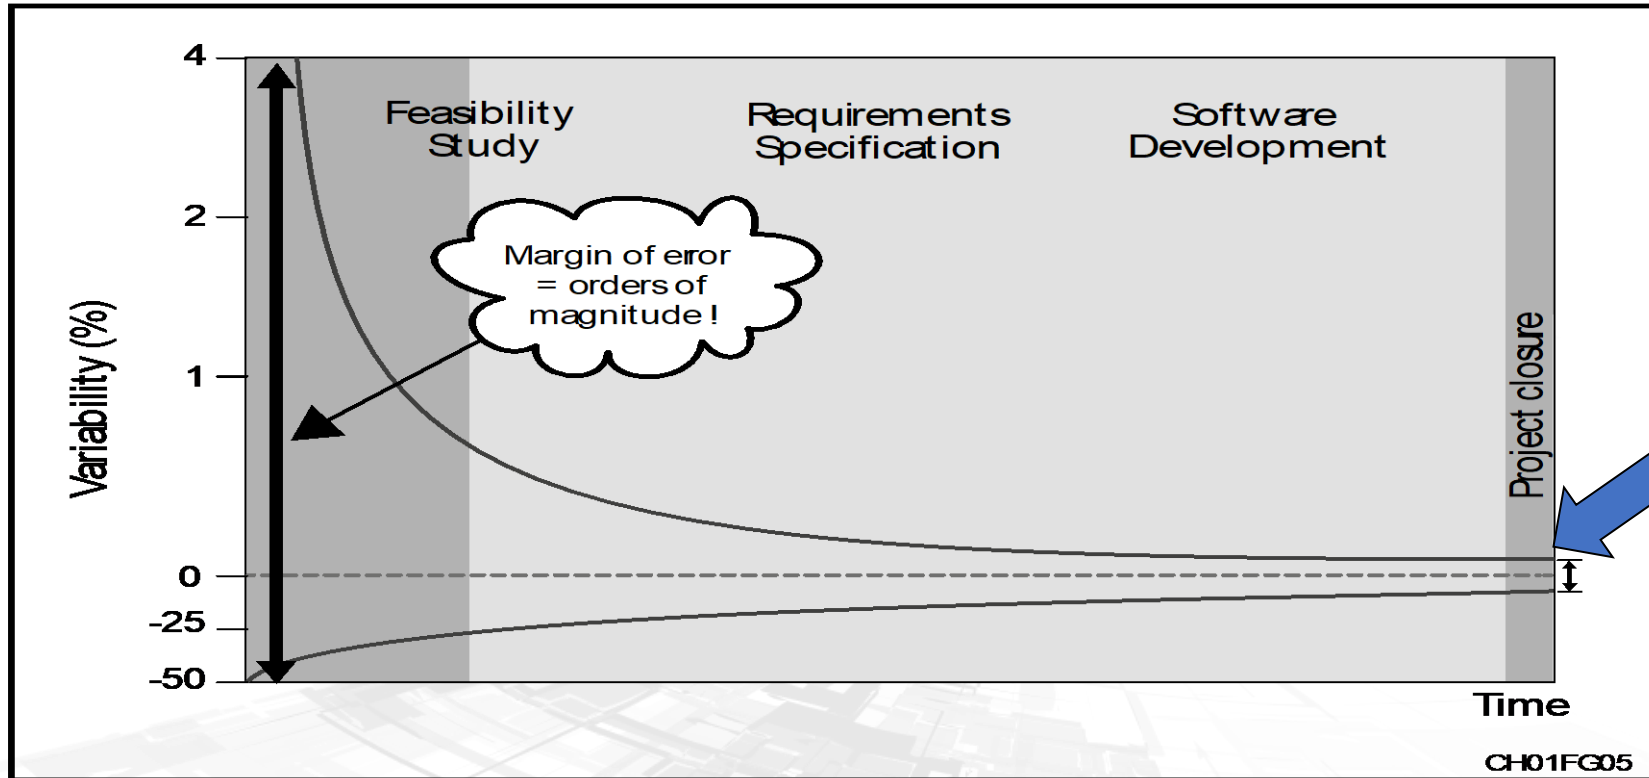 4
Feasibility
Study
Requirements
Specification
Software
Development
2
Margin of error
= orders of
magnitude !
Variability (%)
1
Project closure
0
-25
-50
Time
CH01FG05